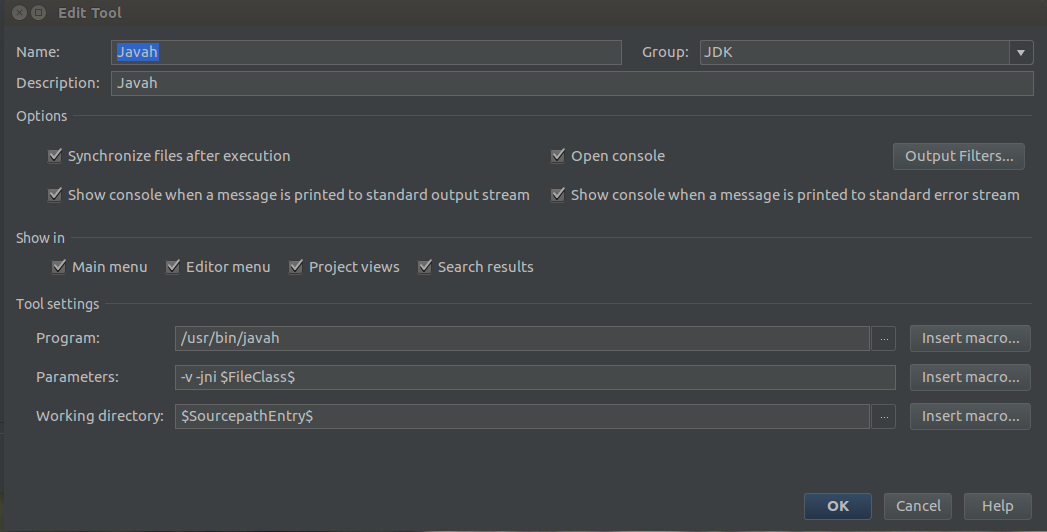 Edit Tool
Name: Javah Group: JDK
Description: Javah
Options
Synchronize files after execution Open console Output Filters...
Show console when a message is printed to standard output stream Show console when a message is printed to standard error stream
Show in
Main menu Editor menu Project views Search results
Tool settings
Program: /usr/bin/javah ... Insert macro...
Parameters: -v -jni $FileClass$ Insert macro...
Working directory: $SourcepathEntry$ ... Insert macro...
OK Cancel Help